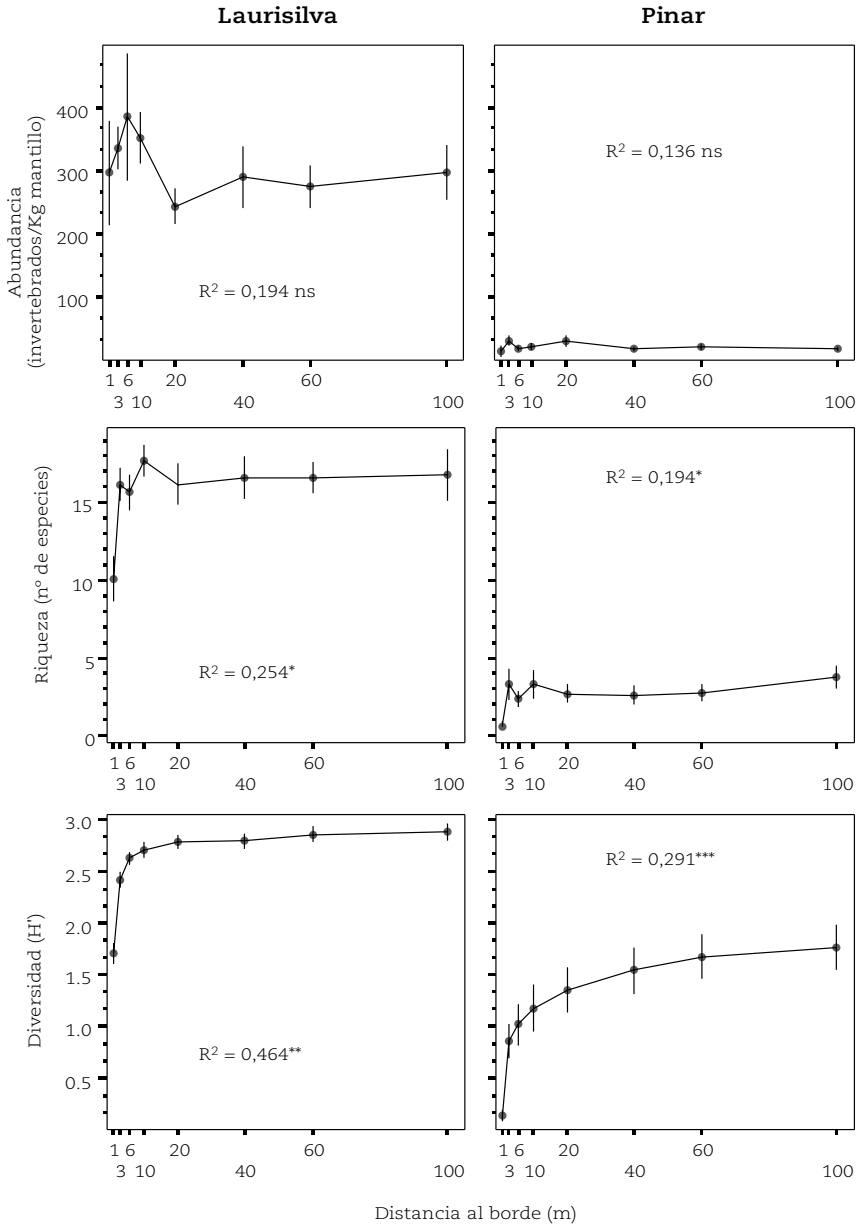 Laurisilva
Pinar
Abundancia
(invertebrados/Kg mantillo)
400
300
200
100
R² = 0,194 ns
R² = 0,136 ns
1 6 20 60
3 10 40 100
1 6 20 60
3 10 40 100
Riqueza (nº de especies)
15
10
5
0
R² = 0,254*
R² = 0,194*
1 6 20 60
3 10 40 100
1 6 20 60
3 10 40 100
Diversidad (H')
3.0
2.5
2.0
1.5
1.0
0.5
R² = 0,464**
R² = 0,291***
1 6 20 60
3 10 40 100
1 6 20 60
3 10 40 100
Distancia al borde (m)